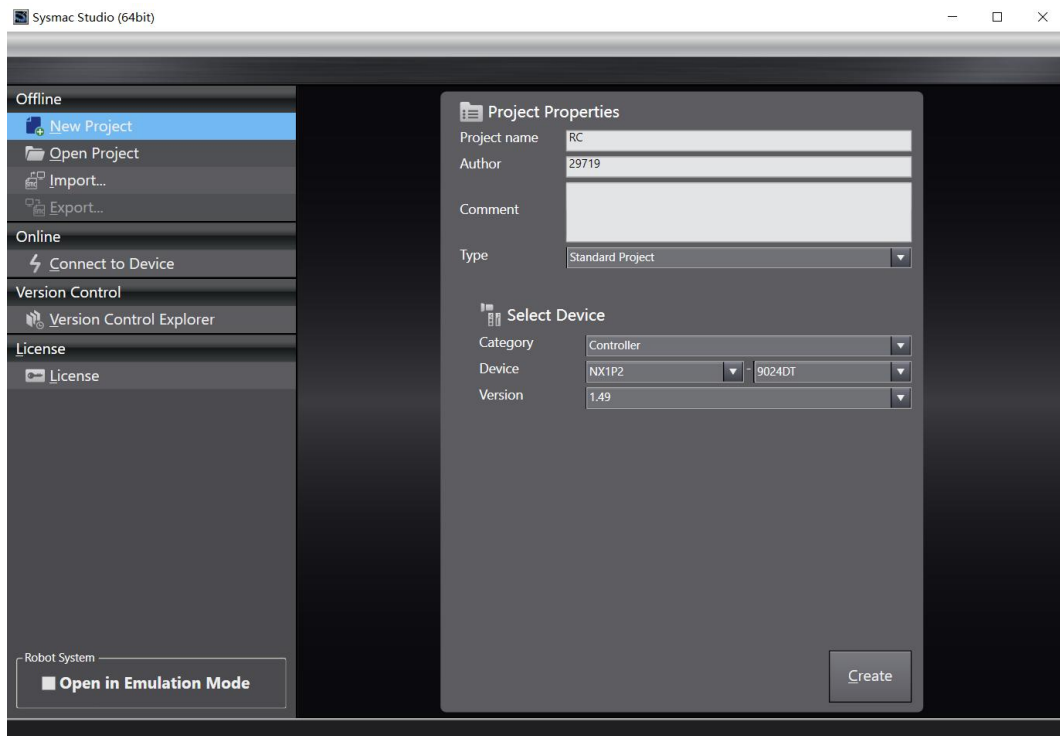 Sysmac Studio (64bit)
Offline
New Project
Open Project
Import...
Export...
Online
Connect to Device
Version Control
Version Control Explorer
License
License
Robot System
Open in Emulation Mode
Project Properties
Project name RC
Author 29719
Comment
Type Standard Project
Select Device
Category Controller
Device NX1P2 - 9024DT
Version 1.49
Create